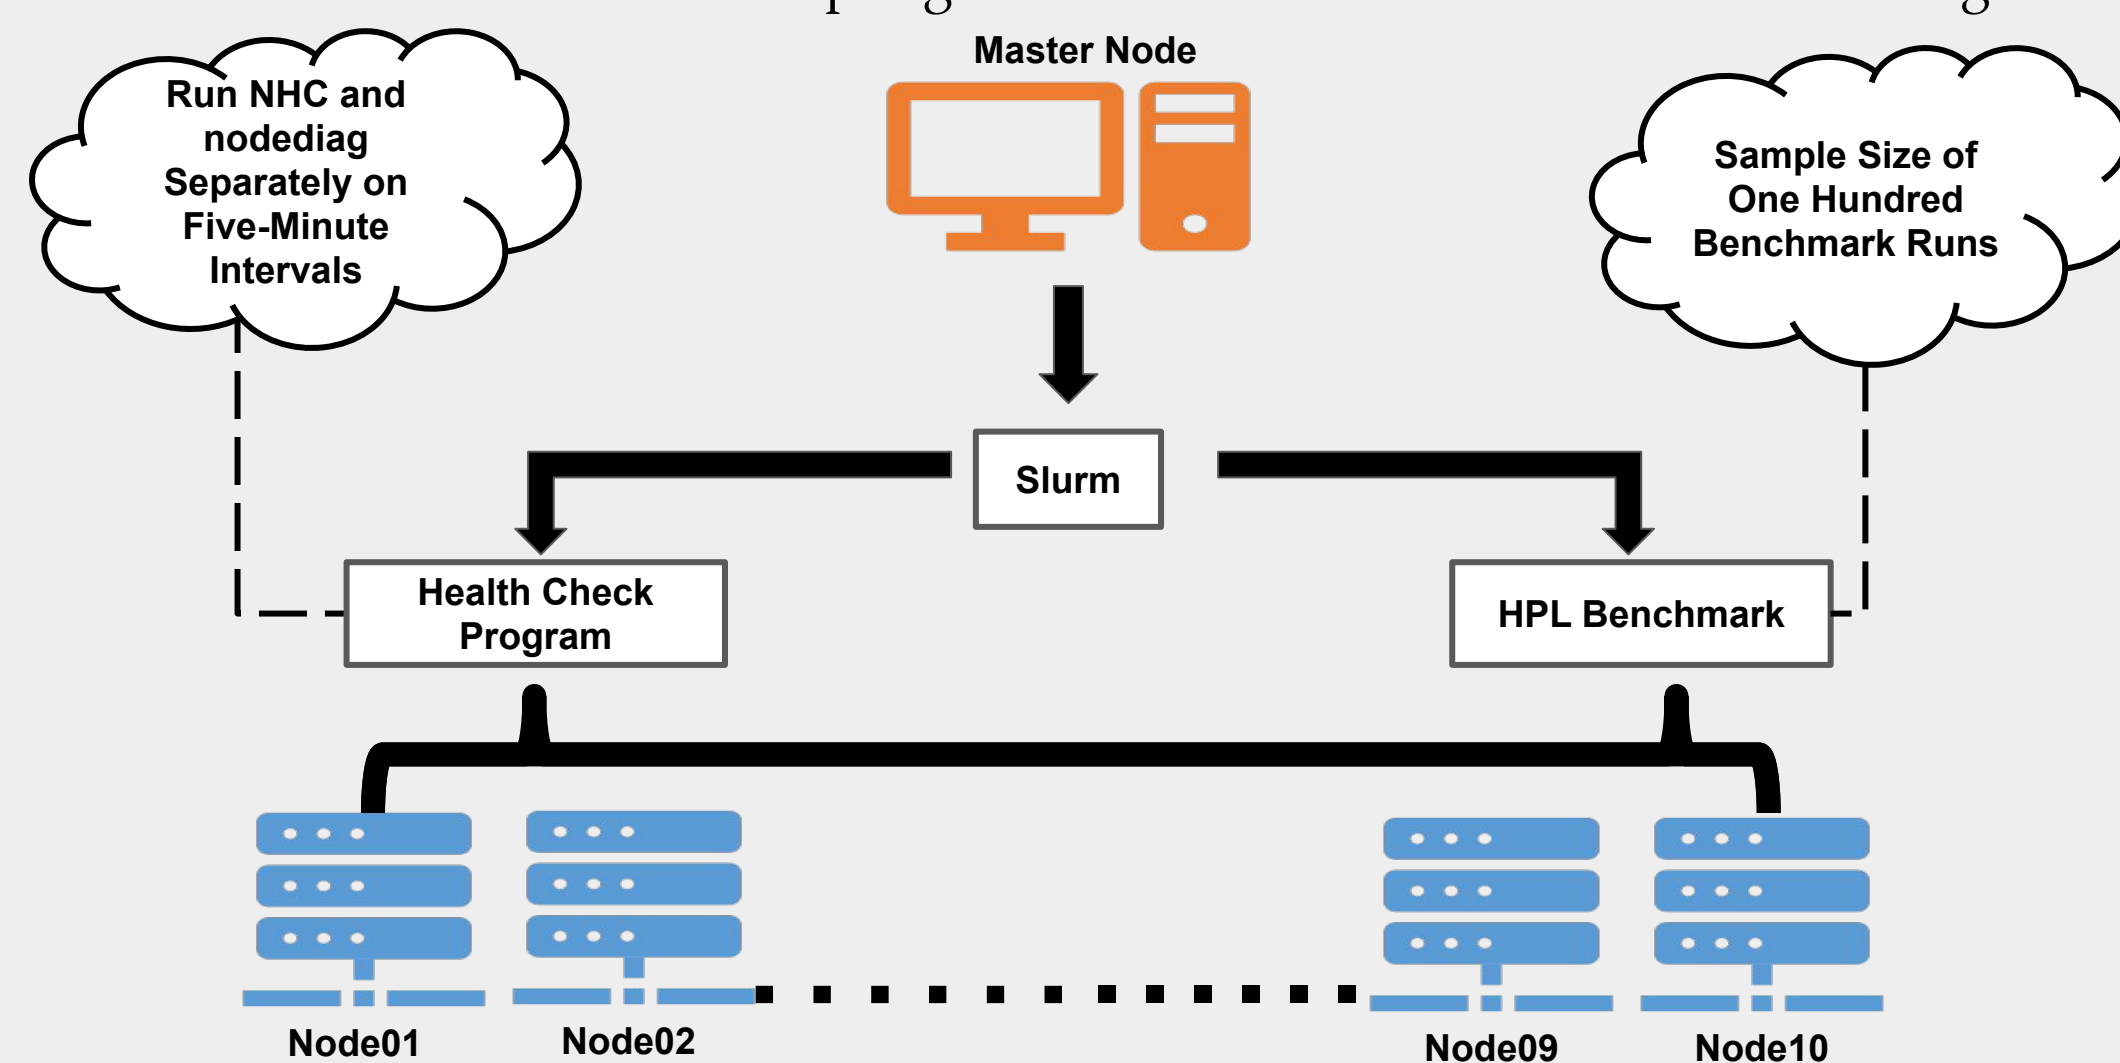 Master Node
Run NHC and
nodediag
Separately on
Five-Minute
Intervals
Sample Size of
One Hundred
Benchmark Runs
Slurm
Health Check
Program
HPL Benchmark
Node01
Node02
Node09
Node10